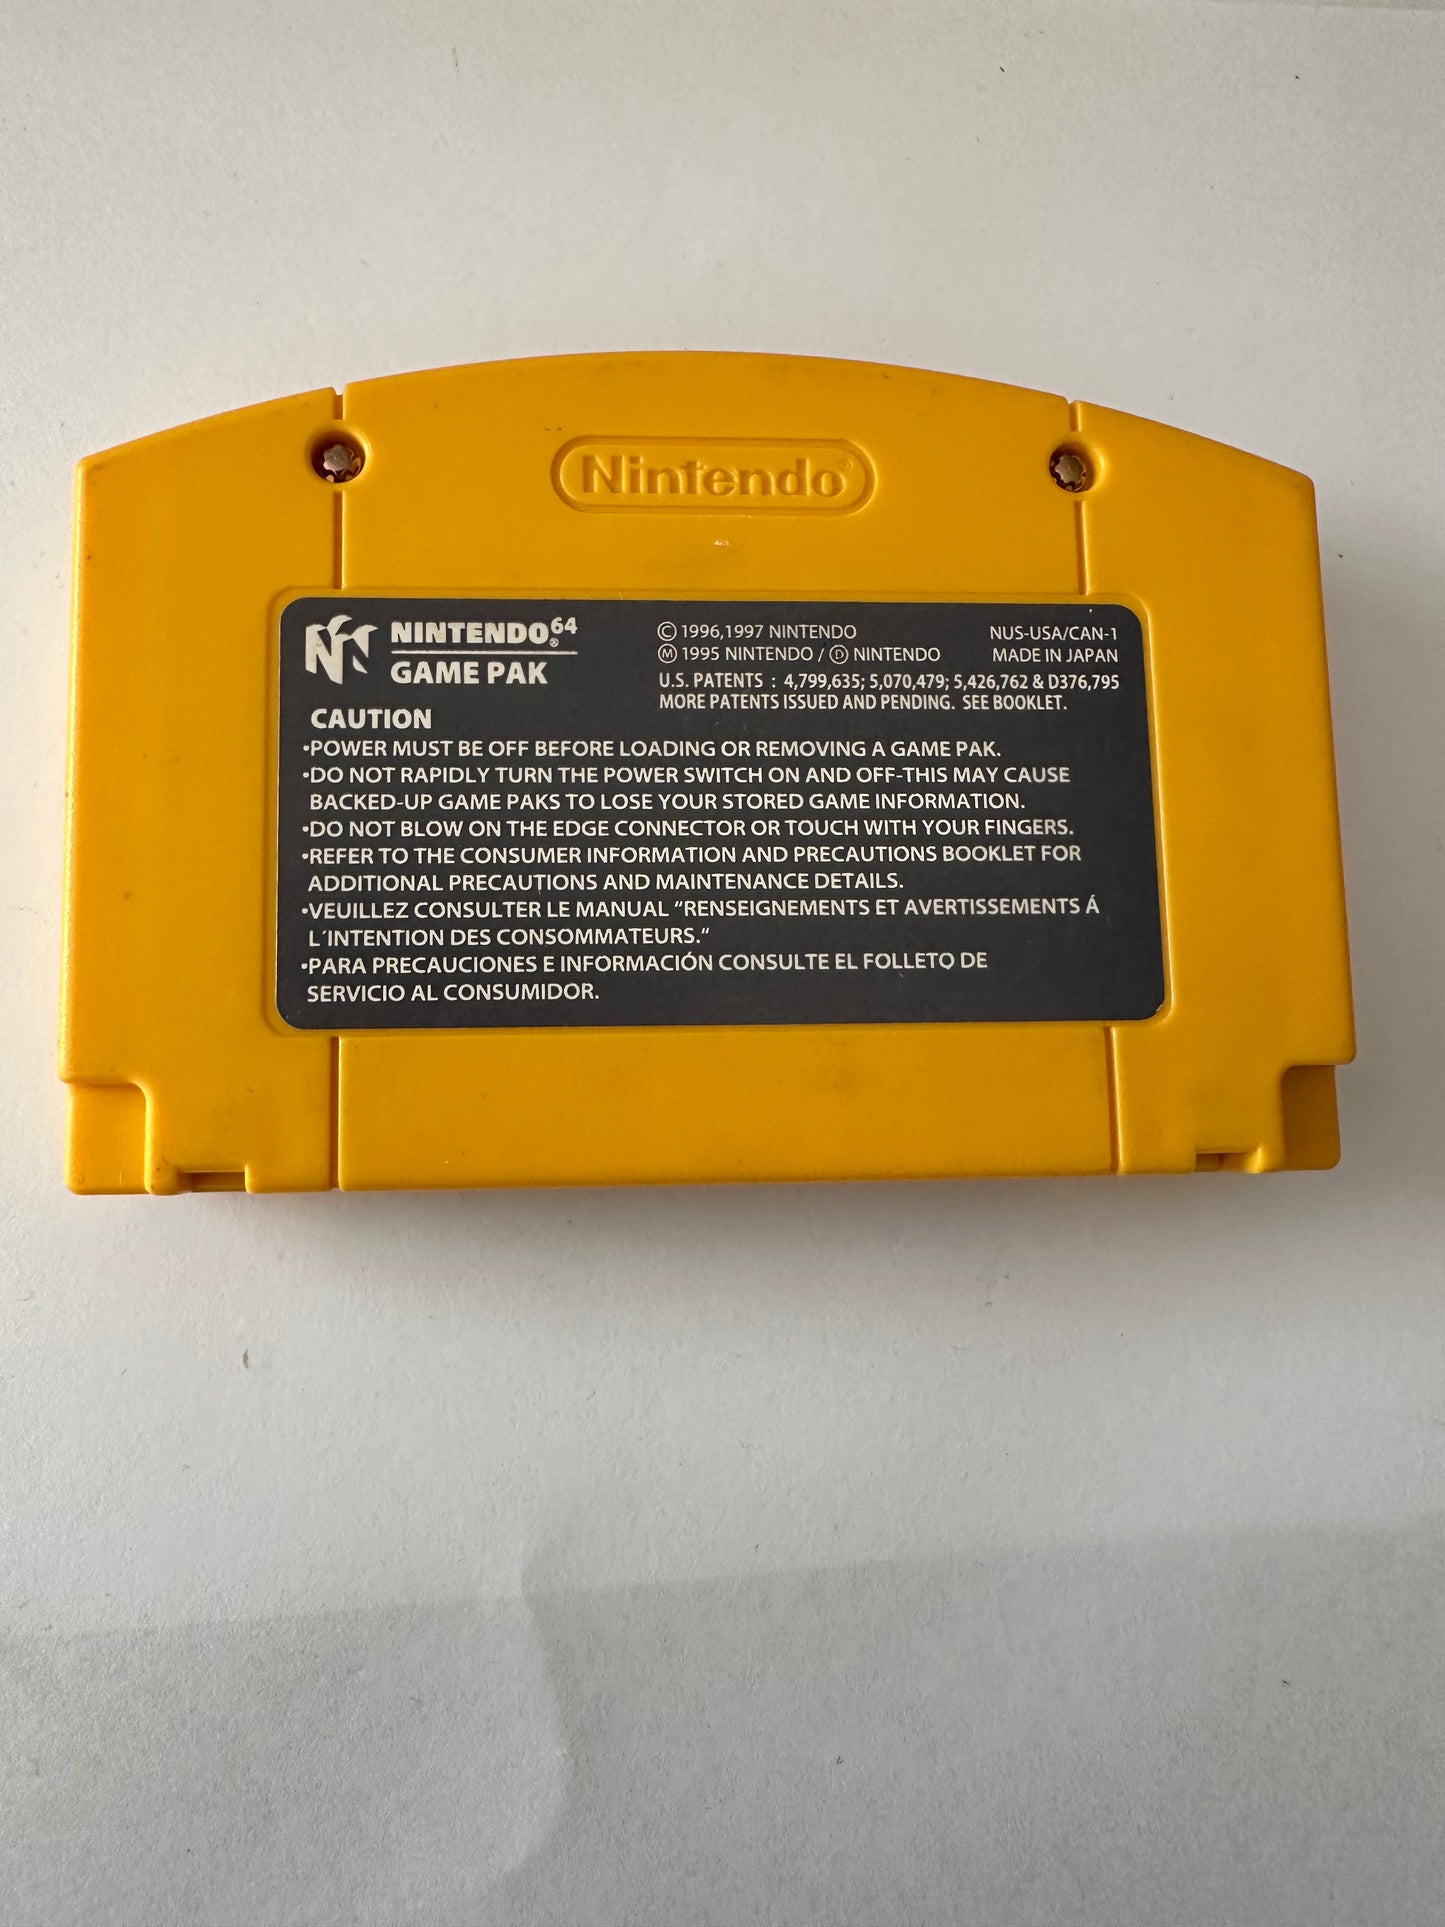 Nintendo®
NINTENDO®64
GAME PAK
© 1996,1997 NINTENDO
Ⓜ 1995 NINTENDO / Ⓓ NINTENDO
NUS-USA/CAN-1
MADE IN JAPAN
U.S. PATENTS : 4,799,635; 5,070,479; 5,426,762 & D376,795
MORE PATENTS ISSUED AND PENDING. SEE BOOKLET.
CAUTION
•POWER MUST BE OFF BEFORE LOADING OR REMOVING A GAME PAK.
•DO NOT RAPIDLY TURN THE POWER SWITCH ON AND OFF-THIS MAY CAUSE
BACKED-UP GAME PAKS TO LOSE YOUR STORED GAME INFORMATION.
•DO NOT BLOW ON THE EDGE CONNECTOR OR TOUCH WITH YOUR FINGERS.
•REFER TO THE CONSUMER INFORMATION AND PRECAUTIONS BOOKLET FOR
ADDITIONAL PRECAUTIONS AND MAINTENANCE DETAILS.
•VEUILLEZ CONSULTER LE MANUAL "RENSEIGNEMENTS ET AVERTISSEMENTS Á
L´INTENTION DES CONSOMMATEURS."
•PARA PRECAUCIONES E INFORMACIÓN CONSULTE EL FOLLETO DE
SERVICIO AL CONSUMIDOR.